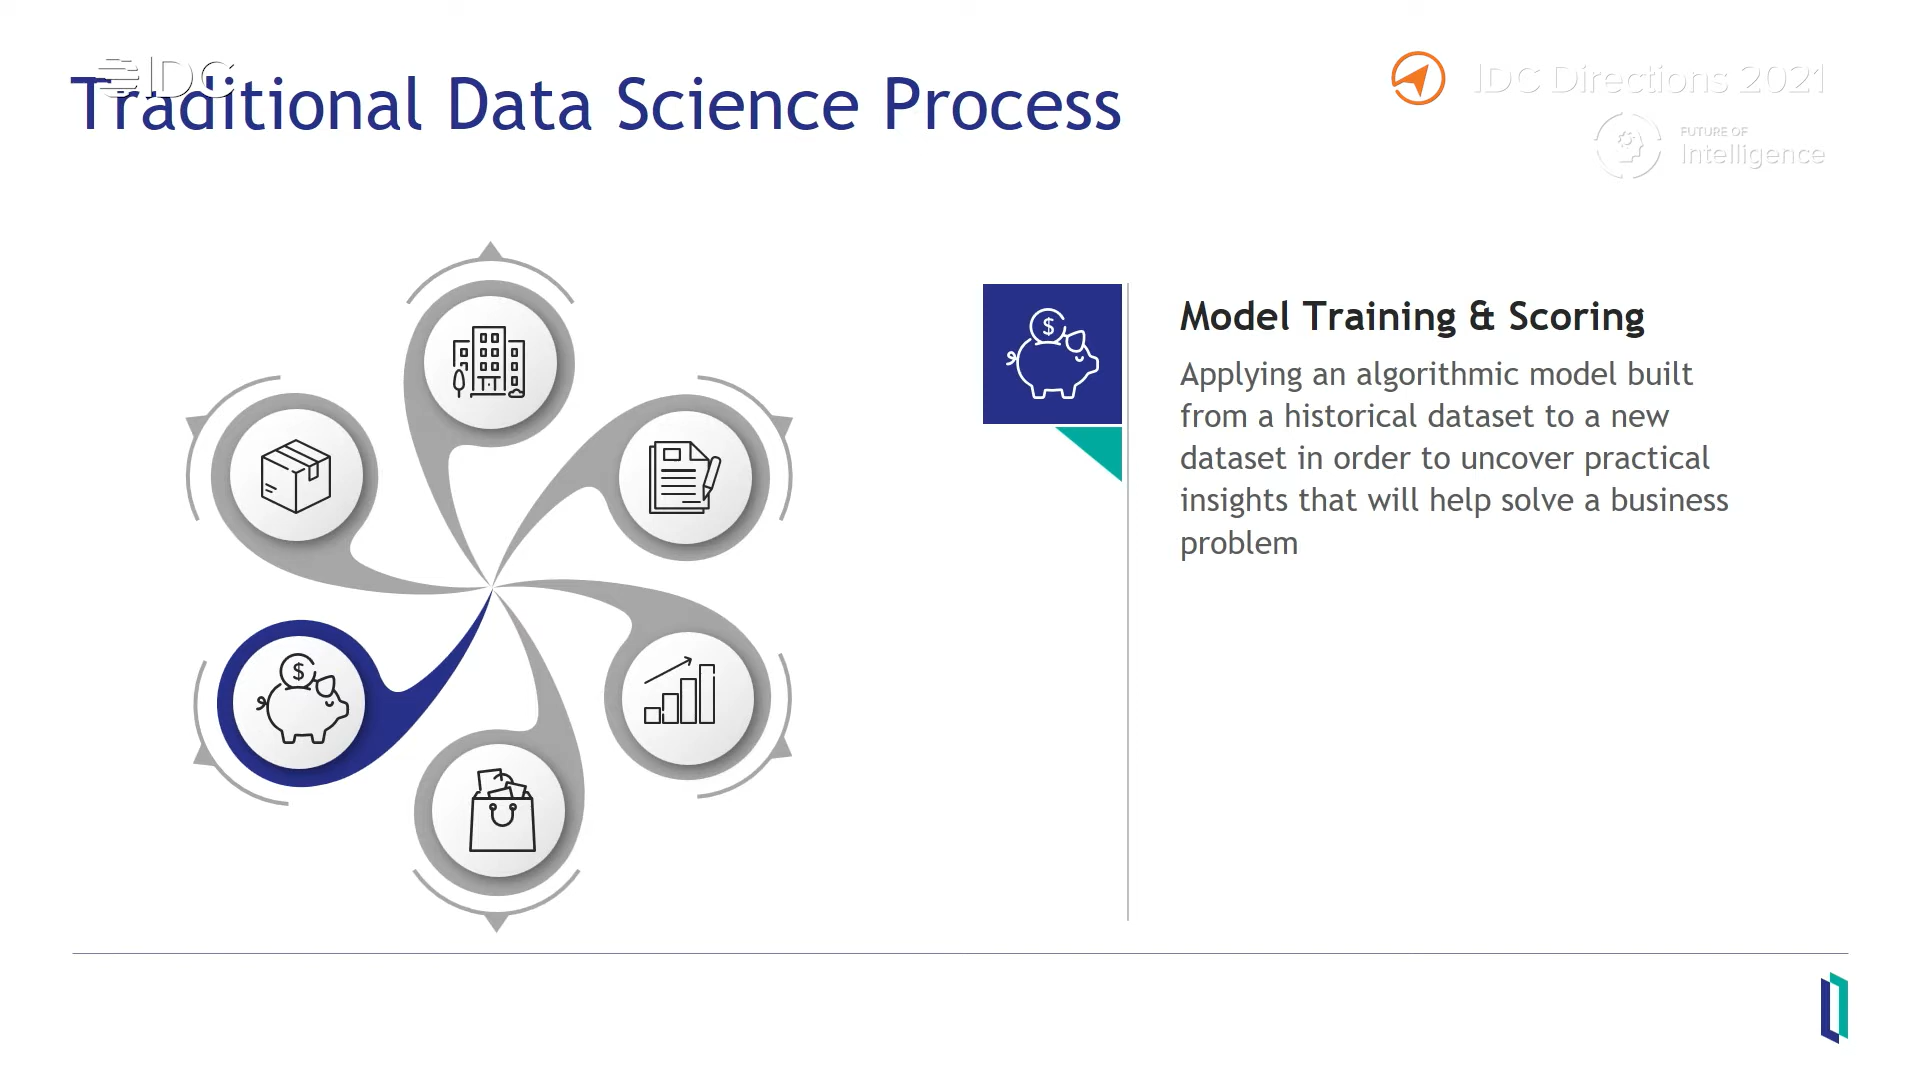 IDC
Traditional Data Science Process
IDC Directions 2021
FUTURE OF
Intelligence
$
Model Training & Scoring
Applying an algorithmic model built
from a historical dataset to a new
dataset in order to uncover practical
insights that will help solve a business
problem
$